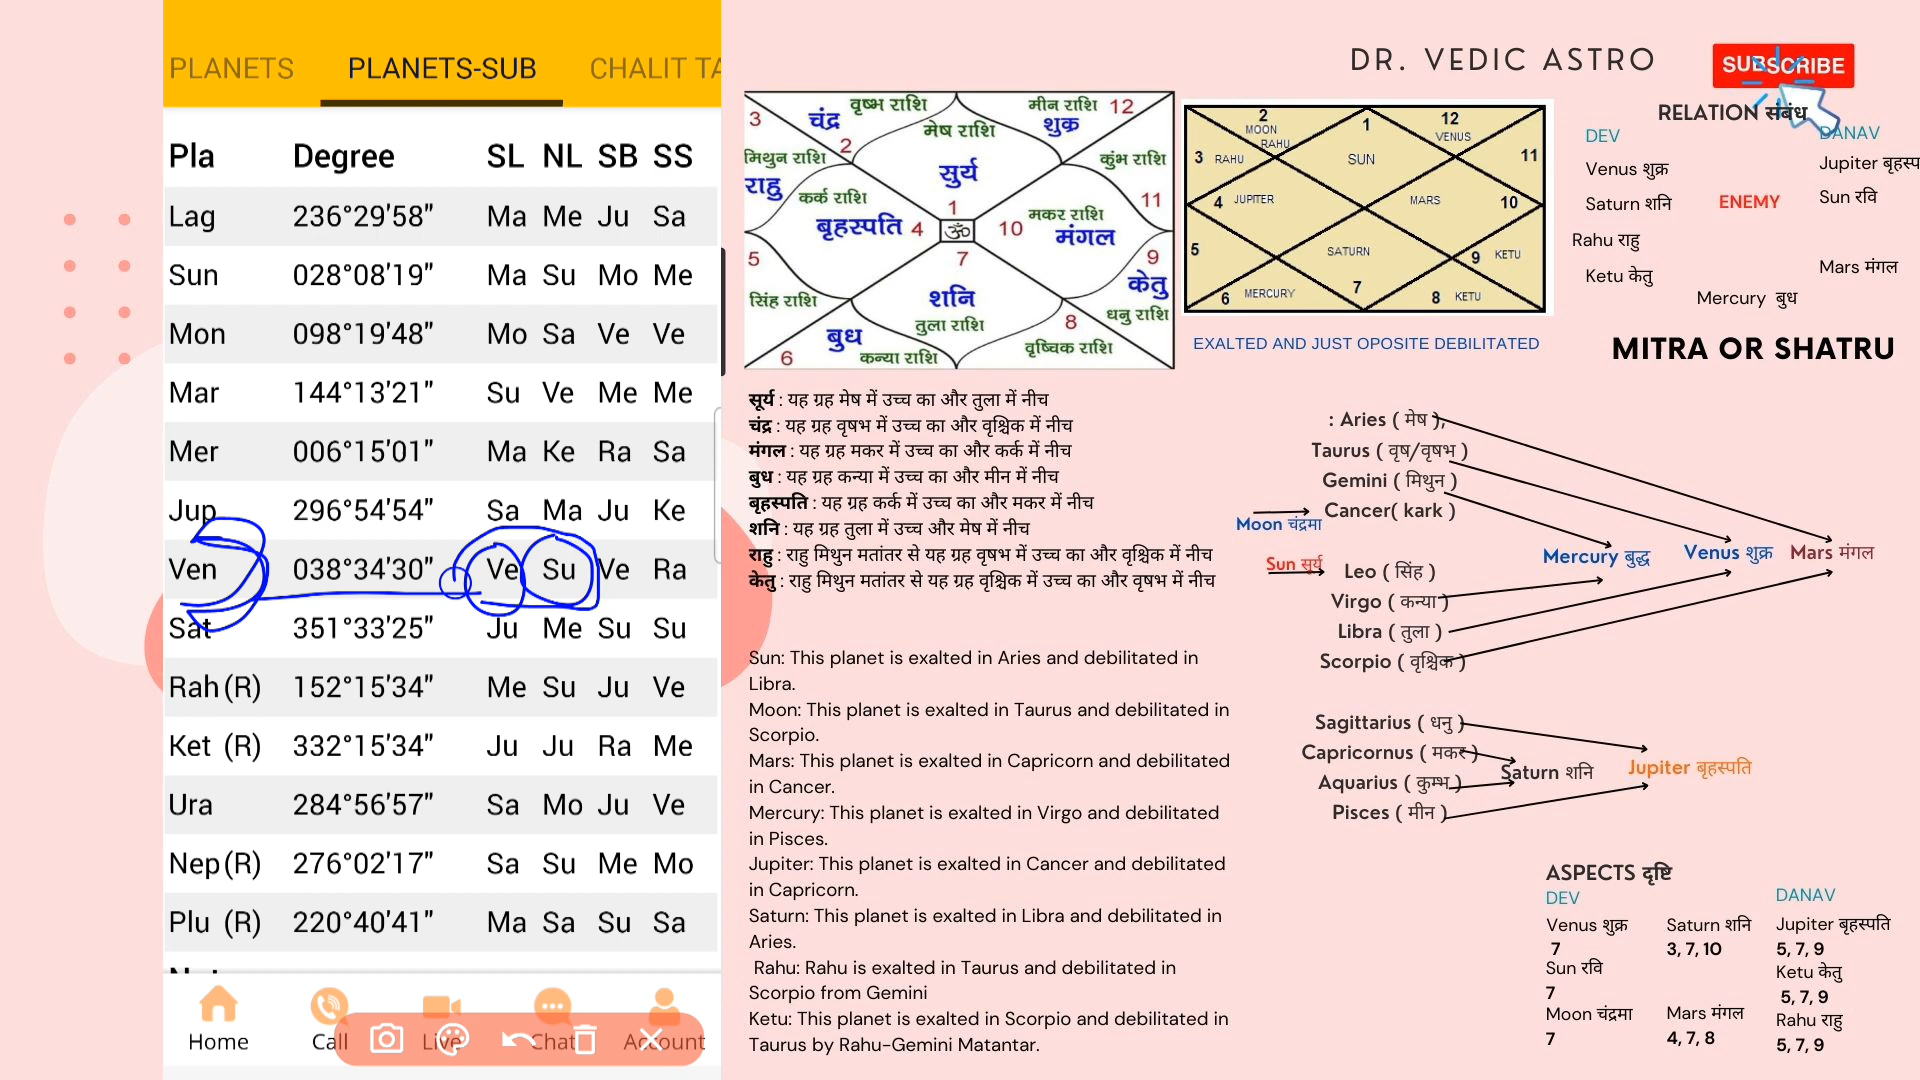 PLANETS PLANETS-SUB CHALIT TA
Pla Degree SL NL SB SS
Lag 236°29'58" Ma Me Ju Sa
Sun 028°08'19" Ma Su Mo Me
Mon 098°19'48" Mo Sa Ve Ve
Mar 144°13'21" Su Ve Me Me
Mer 006°15'01" Ma Ke Ra Sa
Jup 296°54'54" Sa Ma Ju Ke
Ven 038°34'30" Ve Su Ve Ra
Sat 351°33'25" Ju Me Su Su
Rah (R) 152°15'34" Me Su Ju Ve
Ket (R) 332°15'34" Ju Ju Ra Me
Ura 284°56'57" Sa Mo Ju Ve
Nep (R) 276°02'17" Sa Su Me Mo
Plu (R) 220°40'41" Ma Sa Su Sa
Home Call Live Chat Account
DR. VEDIC ASTRO
SUBSCRIBE
3 चंद्र वृष्भ राशि मीन राशि 12
2 मेष राशि शुक्र
मिथुन राशि सूर्य कुंभ राशि
राहु कर्क राशि 1 मकर राशि 11
बृहस्पति 4 ॐ 10 मंगल
5 7 9
सिंह राशि शनि केतु
तुला राशि 8 धनु राशि
बुध वृष्चिक राशि
6 कन्या राशि
2 MOON RAHU 1 12 VENUS
3 RAHU SUN 11
4 JUPITER MARS 10
5 SATURN 9 KETU
6 MERCURY 7 8 KETU
EXALTED AND JUST OPOSITE DEBILITATED
RELATION संबंध
DEV DANAV
Venus शुक्र Jupiter बृहस्प
Saturn शनि ENEMY Sun रवि
Rahu राहु
Ketu केतु Mars मंगल
Mercury बुध
MITRA OR SHATRU
सूर्य : यह ग्रह मेष में उच्च का और तुला में नीच
चंद्र : यह ग्रह वृषभ में उच्च का और वृश्चिक में नीच
मंगल : यह ग्रह मकर में उच्च का और कर्क में नीच
बुध : यह ग्रह कन्या में उच्च का और मीन में नीच
बृहस्पति : यह ग्रह कर्क में उच्च का और मकर में नीच
शनि : यह ग्रह तुला में उच्च और मेष में नीच
राहु : राहु मिथुन मतांतर से यह ग्रह वृषभ में उच्च का और वृश्चिक में नीच
केतु : राहु मिथुन मतांतर से यह ग्रह वृश्चिक में उच्च का और वृषभ में नीच
Sun: This planet is exalted in Aries and debilitated in
Libra.
Moon: This planet is exalted in Taurus and debilitated in
Scorpio.
Mars: This planet is exalted in Capricorn and debilitated
in Cancer.
Mercury: This planet is exalted in Virgo and debilitated
in Pisces.
Jupiter: This planet is exalted in Cancer and debilitated
in Capricorn.
Saturn: This planet is exalted in Libra and debilitated in
Aries.
Rahu: Rahu is exalted in Taurus and debilitated in
Scorpio from Gemini
Ketu: This planet is exalted in Scorpio and debilitated in
Taurus by Rahu-Gemini Matantar.
: Aries ( मेष ),
Taurus ( वृष/वृषभ )
Gemini ( मिथुन )
Cancer( kark )
Moon चंद्रमा
Mercury बुद्ध Venus शुक्र Mars मंगल
Sun सूर्य
Leo ( सिंह )
Virgo ( कन्या )
Libra ( तुला )
Scorpio ( वृश्चिक )
Sagittarius ( धनु )
Capricornus ( मकर )
Saturn शनि Jupiter बृहस्पति
Aquarius ( कुम्भ )
Pisces ( मीन )
ASPECTS दृष्टि
DEV DANAV
Venus शुक्र Saturn शनि Jupiter बृहस्पति
7 3, 7, 10 5, 7, 9
Sun रवि Ketu केतु
7 5, 7, 9
Moon चंद्रमा Mars मंगल Rahu राहु
7 4, 7, 8 5, 7, 9